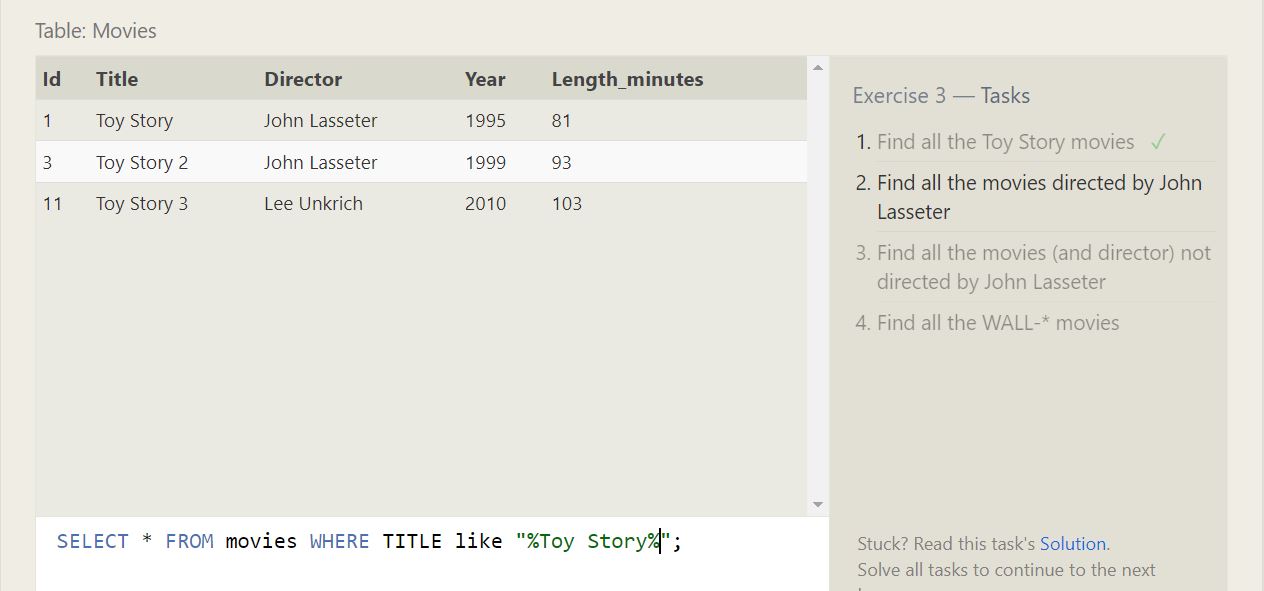 Table: Movies
Id Title Director Year Length_minutes
1 Toy Story John Lasseter 1995 81
3 Toy Story 2 John Lasseter 1999 93
11 Toy Story 3 Lee Unkrich 2010 103
SELECT * FROM movies WHERE TITLE like "%Toy Story%";
Exercise 3 — Tasks
1. Find all the Toy Story movies ✓
2. Find all the movies directed by John
Lasseter
3. Find all the movies (and director) not
directed by John Lasseter
4. Find all the WALL-* movies
Stuck? Read this task's Solution.
Solve all tasks to continue to the next